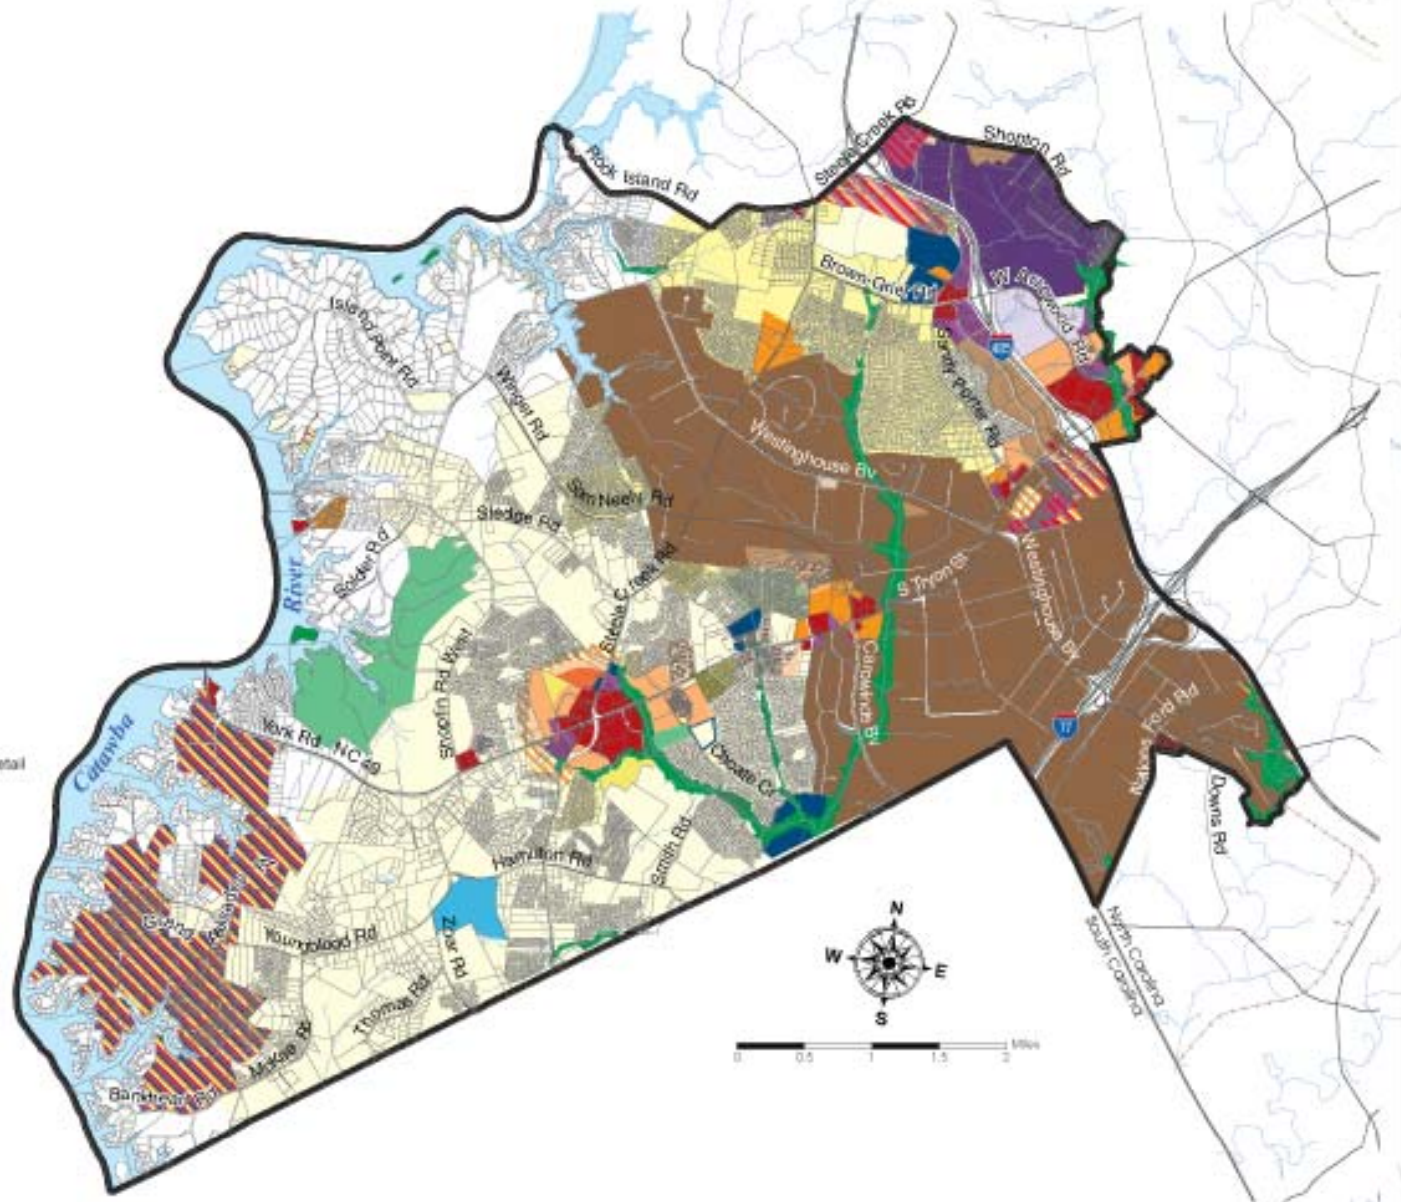 Steele Creek Rd
Shopton Rd
Rock Island Rd
Brown-Grier Rd
W Arrowood Rd
Island Point Rd
485
Sandy Porter Rd
Winget Rd
Westinghouse Bv
Sam Neely Rd
Sledge Rd
River
Solder Rd
Steele Creek Rd
S Tryon St
Westinghouse Bv
Shopton Rd West
Carowinds Bv
Catawba
York Rd
NC 49
77
Ford Rd
etail
Choate Cr
Downs Rd
Hamilton Rd
Smith Rd
Youngblood Rd
Zoar Rd
N
W
E
S
Thomas Rd
North Carolina
South Carolina
McKee Rd
0
0.5
1
1.5
2
Miles
Bankhead Rd